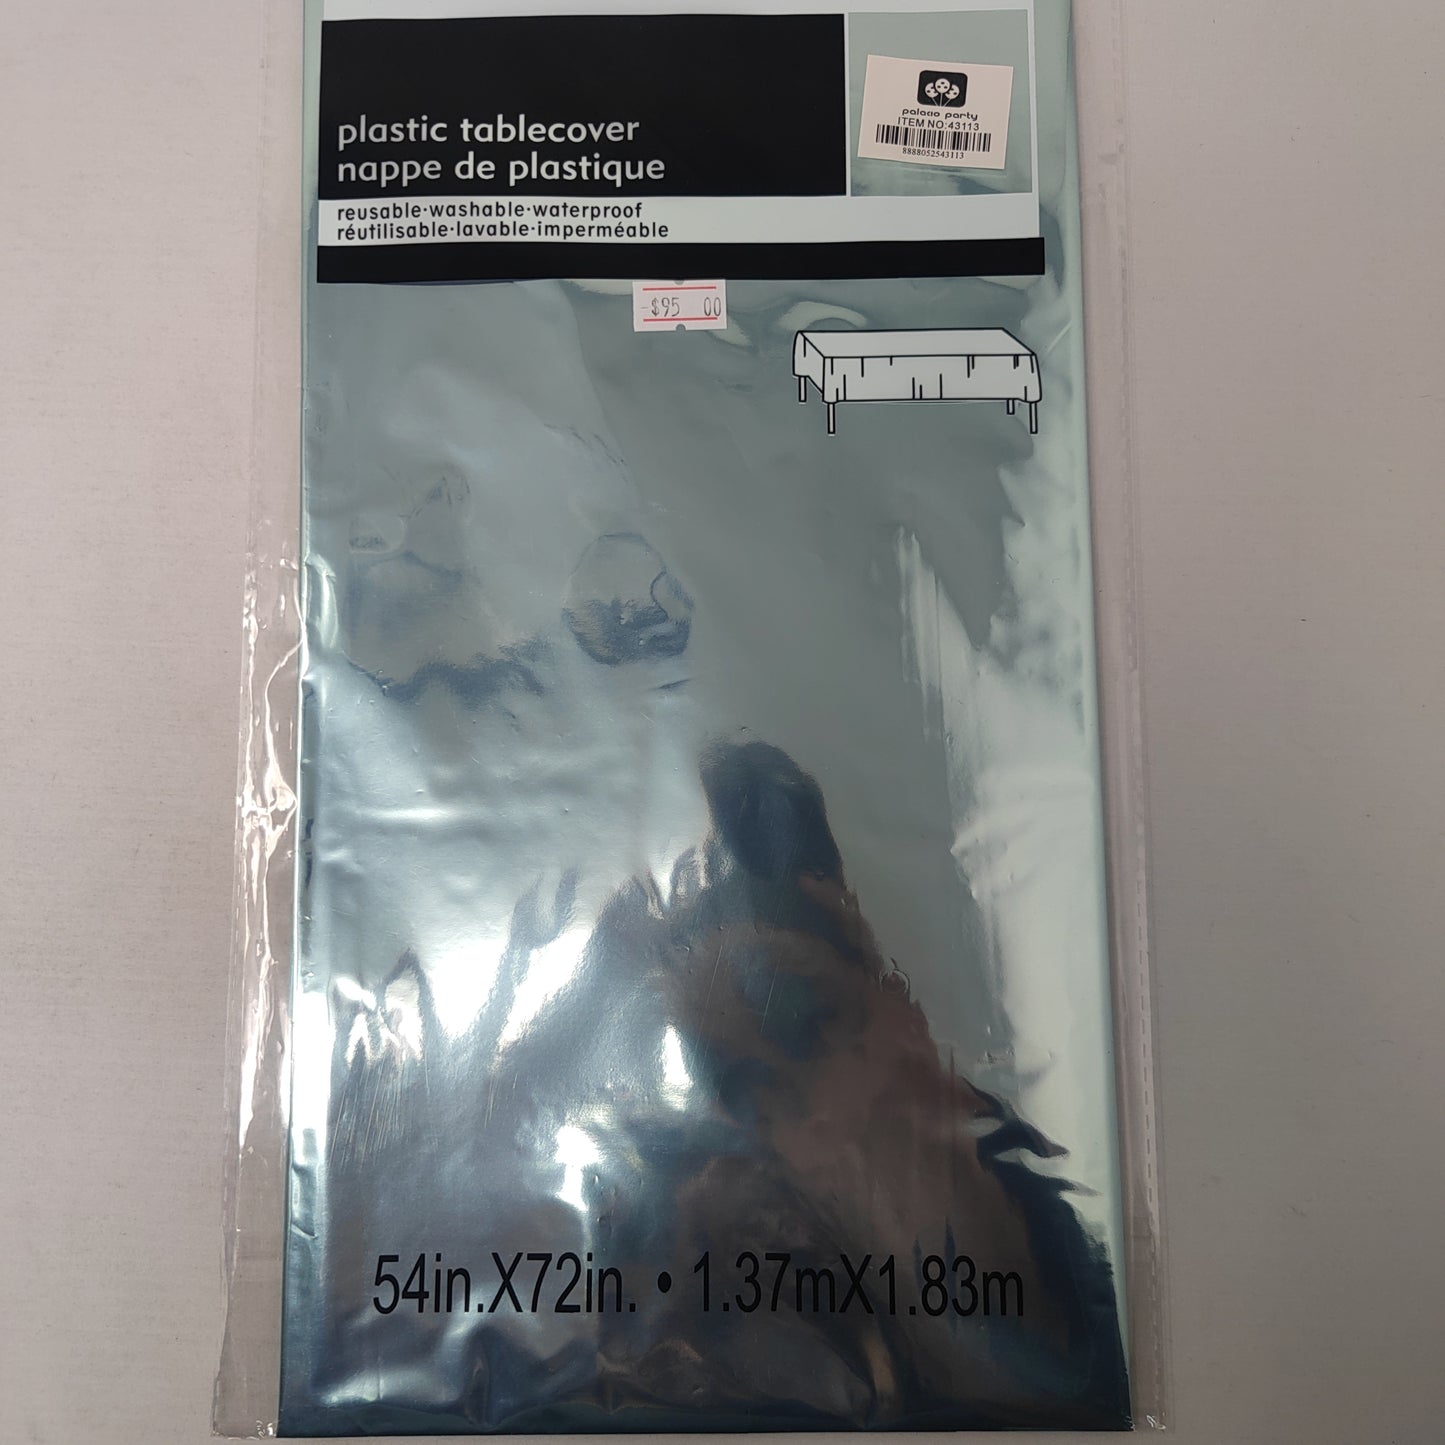 plastic tablecover
nappe de plastique
reusable·washable·waterproof
réutilisable·lavable·imperméable
palacio party
ITEM NO:43113
8888052543113
-$95 00
54in.X72in. • 1.37mX1.83m